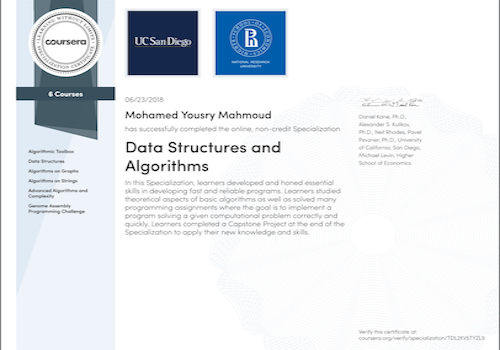 LEARNING WITHOUT LIMITS
coursera
SPECIALIZATION CERTIFICATE
UC San Diego
NATIONAL RESEARCH
UNIVERSITY
6 Courses
Algorithmic Toolbox
Data Structures
Algorithms on Graphs
Algorithms on Strings
Advanced Algorithms and
Complexity
Genome Assembly
Programming Challenge
06/23/2018
Mohamed Yousry Mahmoud
has successfully completed the online, non-credit Specialization
Data Structures and
Algorithms
In this Specialization, learners developed and honed essential
skills in developing fast and reliable programs. Learners studied
theoretical aspects of basic algorithms as well as solved many
programming assignments where the goal is to implement a
program solving a given computational problem correctly and
quickly. Learners completed a Capstone Project at the end of the
Specialization to apply their new knowledge and skills.
Daniel Kane, Ph.D.,
Alexander S. Kulikov,
Ph.D., Neil Rhodes, Pavel
Pevzner, Ph.D., University
of California, San Diego,
Michael Levin, Higher
School of Economics
Verify this certificate at: